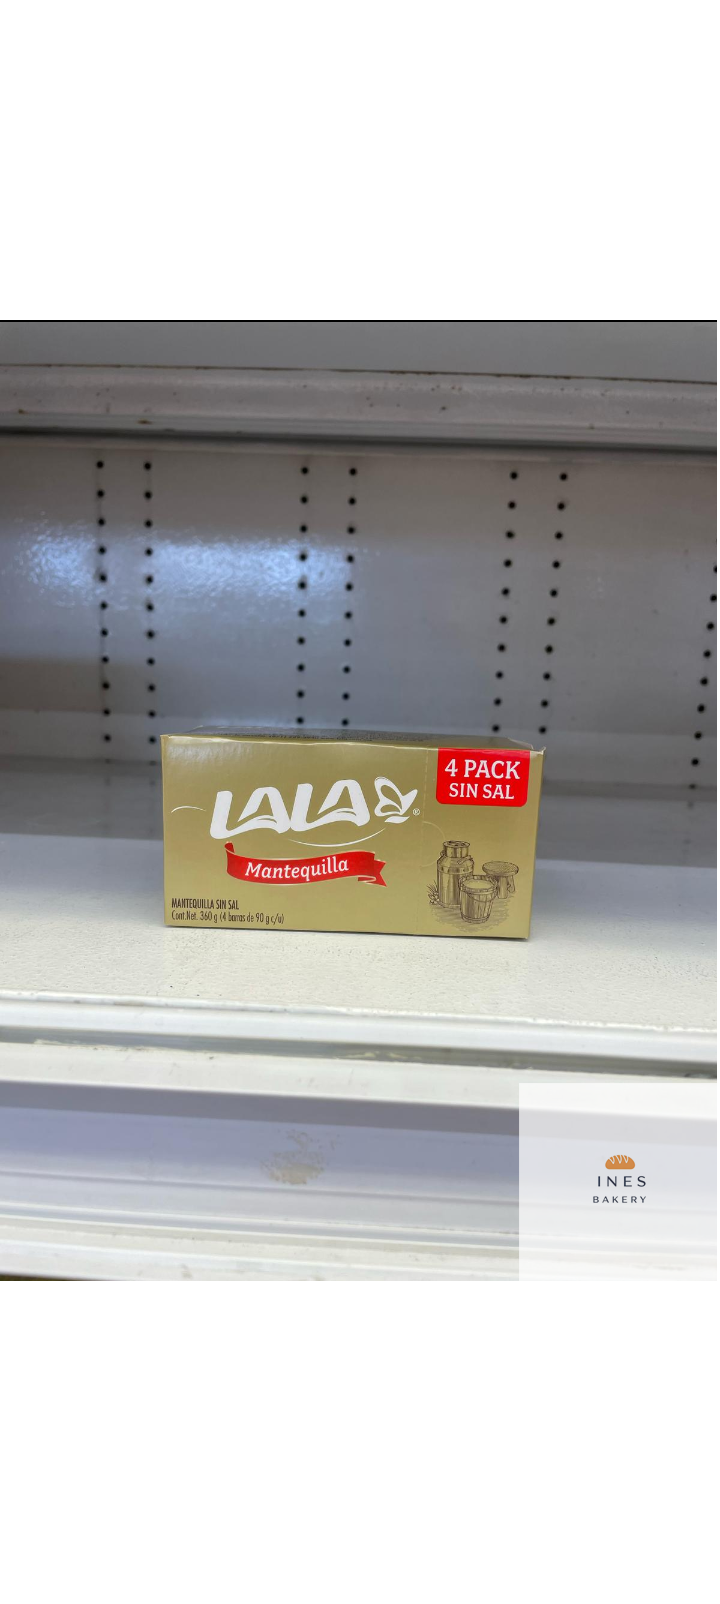 4 PACK
SIN SAL
LALA®
Mantequilla
MANTEQUILLA SIN SAL
Cont.Net. 360 g (4 barras de 90 g c/u)
INES
BAKERY